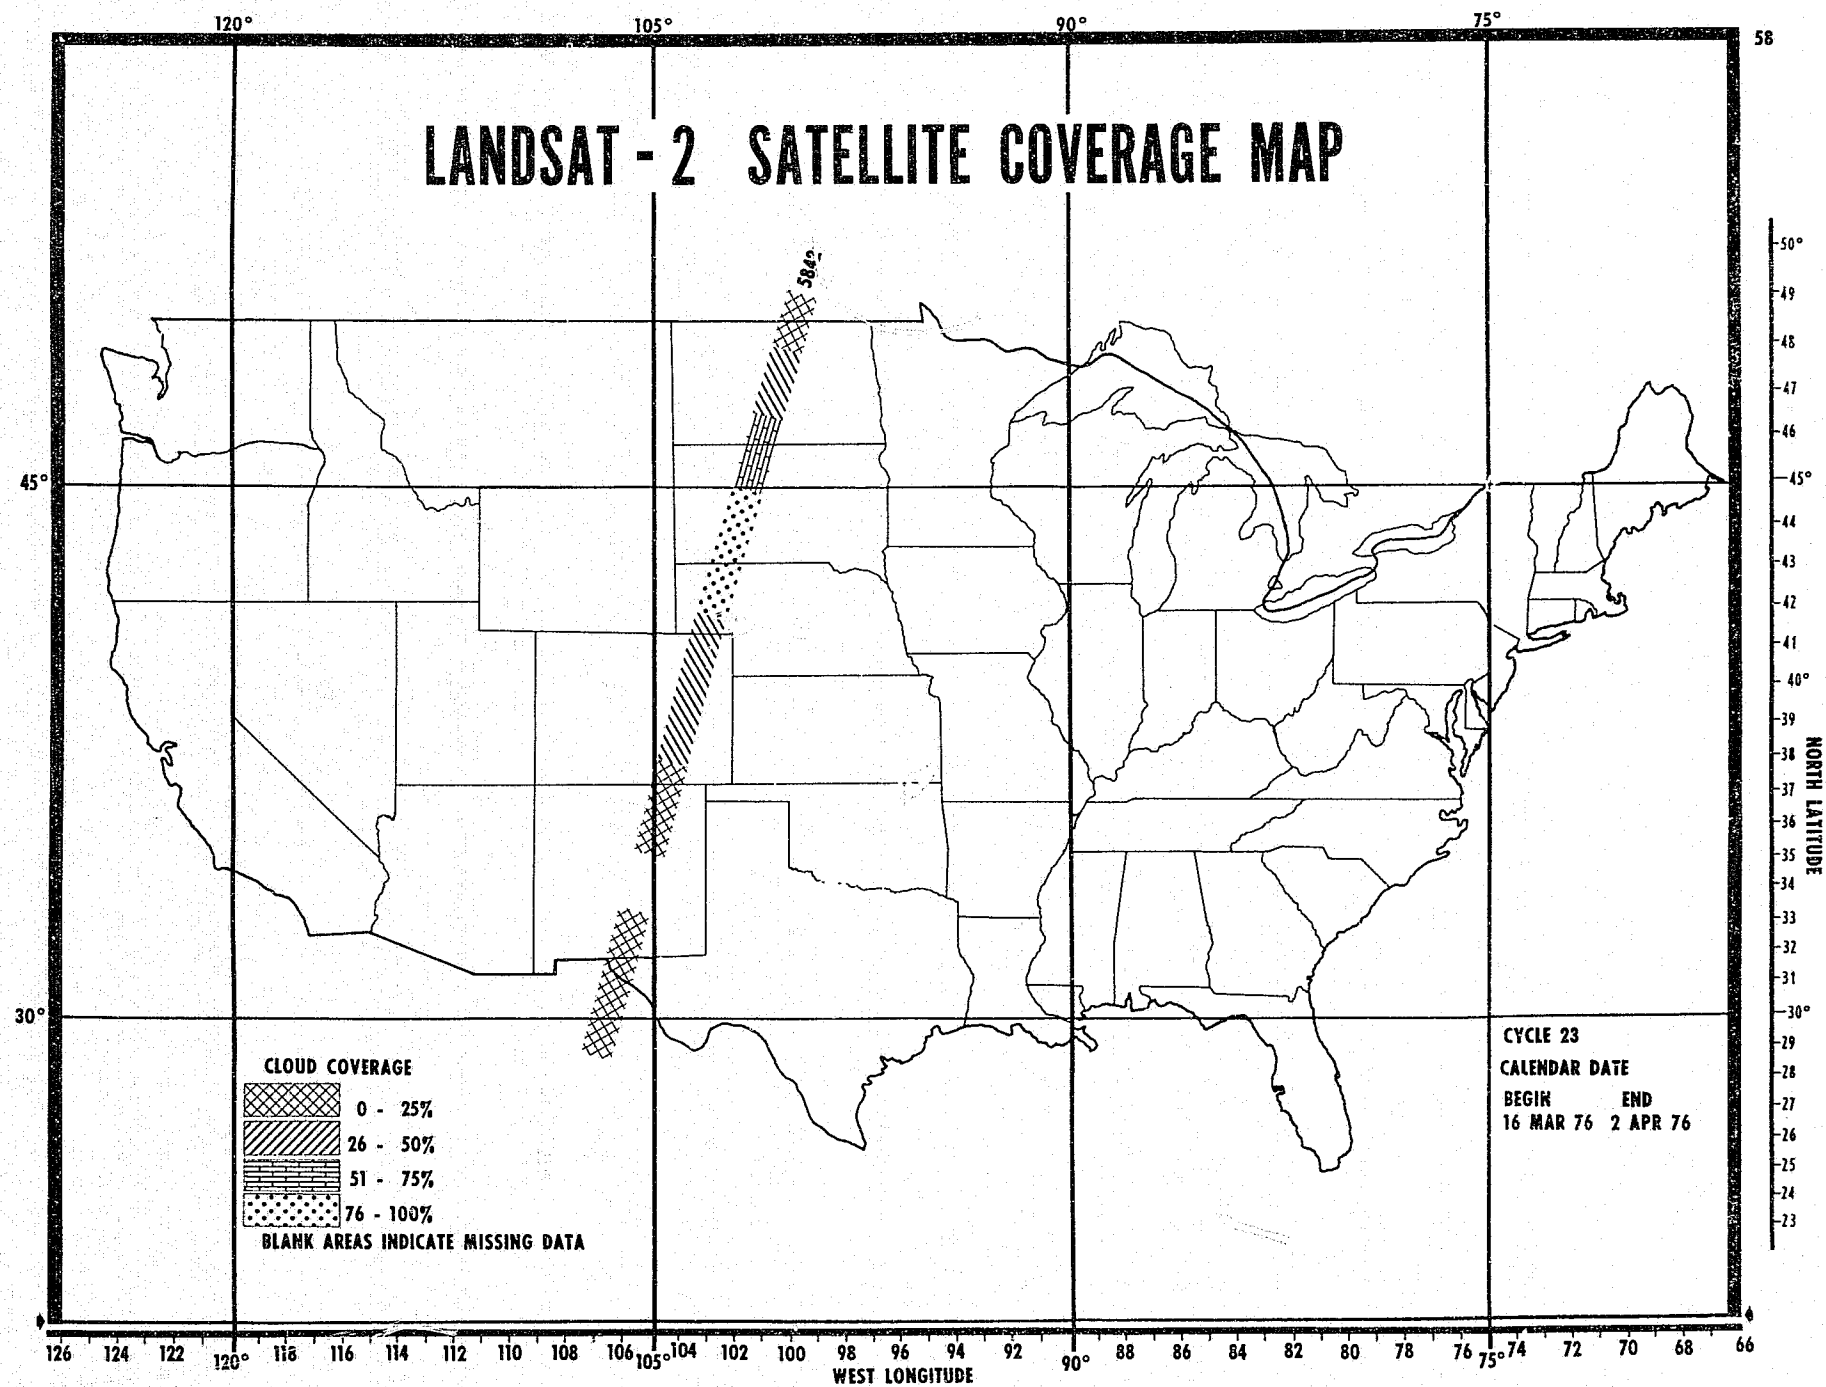 120° 105° 90° 75°
58
LANDSAT - 2 SATELLITE COVERAGE MAP
50°
49
48
47
46
45°
44
43
42
41
40°
39
38
37
36
35
34
33
32
31
30°
29
28
27
26
25
24
23
NORTH LATITUDE
45°
30°
CLOUD COVERAGE
0 - 25%
26 - 50%
51 - 75%
76 - 100%
BLANK AREAS INDICATE MISSING DATA
CYCLE 23
CALENDAR DATE
BEGIN END
16 MAR 76 2 APR 76
126 124 122 120° 118 116 114 112 110 108 106 105° 104 102 100 98 96 94 92 90° 88 86 84 82 80 78 76 75° 74 72 70 68 66
WEST LONGITUDE